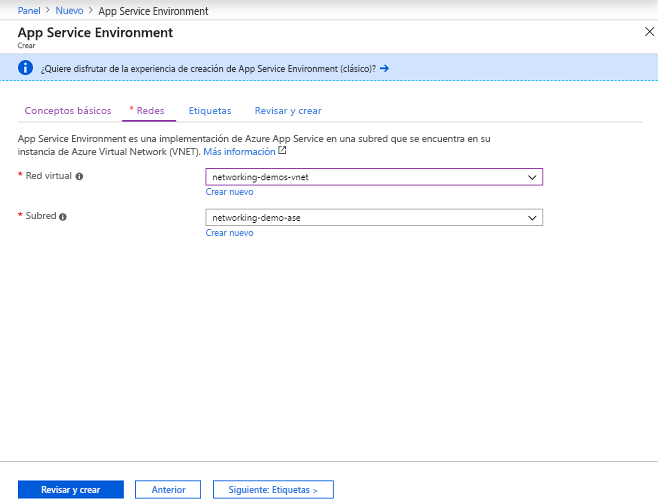 Panel > Nuevo > App Service Environment
App Service Environment
Crear
¿Quiere disfrutar de la experiencia de creación de App Service Environment (clásico)? →
Conceptos básicos * Redes Etiquetas Revisar y crear
App Service Environment es una implementación de Azure App Service en una subred que se encuentra en su
instancia de Azure Virtual Network (VNET). Más información
* Red virtual networking-demos-vnet
Crear nuevo
* Subred networking-demo-ase
Crear nuevo
Revisar y crear Anterior Siguiente: Etiquetas >